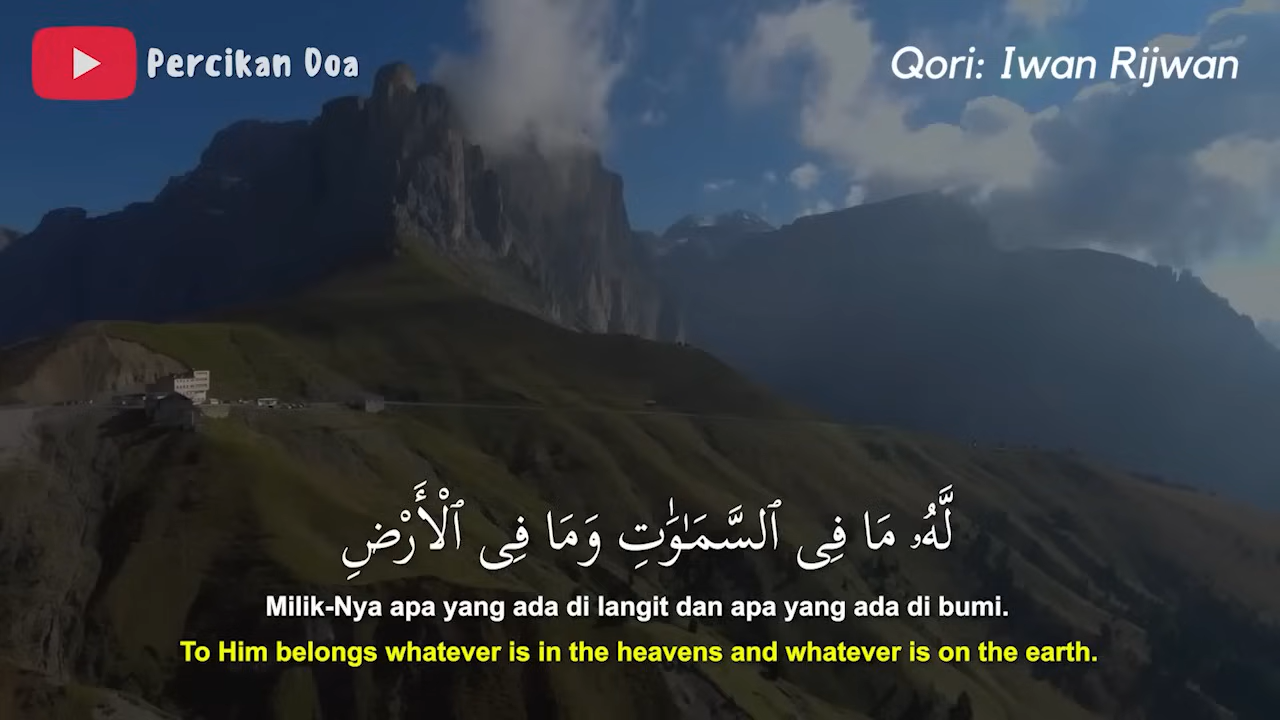 Percikan Doa
Qori: Iwan Rijwan
لَّهُۥ مَا فِى ٱلسَّمَـٰوَٰتِ وَمَا فِى ٱلْأَرْضِ
Milik-Nya apa yang ada di langit dan apa yang ada di bumi.
To Him belongs whatever is in the heavens and whatever is on the earth.